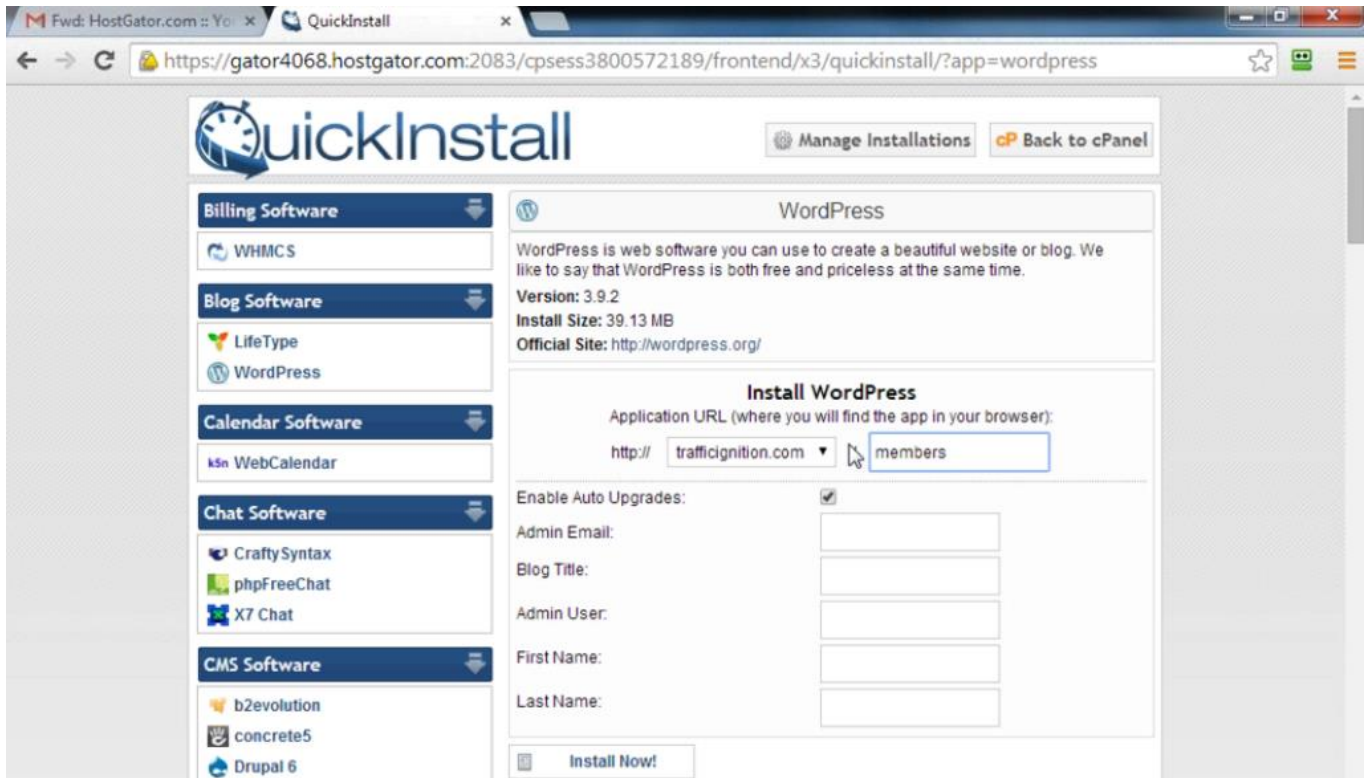 Fwd: HostGator.com :: Yo
QuickInstall
https://gator4068.hostgator.com:2083/cpsess3800572189/frontend/x3/quickinstall/?app=wordpress
QuickInstall
Manage Installations
cP Back to cPanel
Billing Software
WHMCS
Blog Software
LifeType
WordPress
Calendar Software
k5n WebCalendar
Chat Software
CraftySyntax
phpFreeChat
X7 Chat
CMS Software
b2evolution
concrete5
Drupal 6
WordPress
WordPress is web software you can use to create a beautiful website or blog. We
like to say that WordPress is both free and priceless at the same time.
Version: 3.9.2
Install Size: 39.13 MB
Official Site: http://wordpress.org/
Install WordPress
Application URL (where you will find the app in your browser):
http:// trafficignition.com / members
Enable Auto Upgrades:
Admin Email:
Blog Title:
Admin User:
First Name:
Last Name:
Install Now!